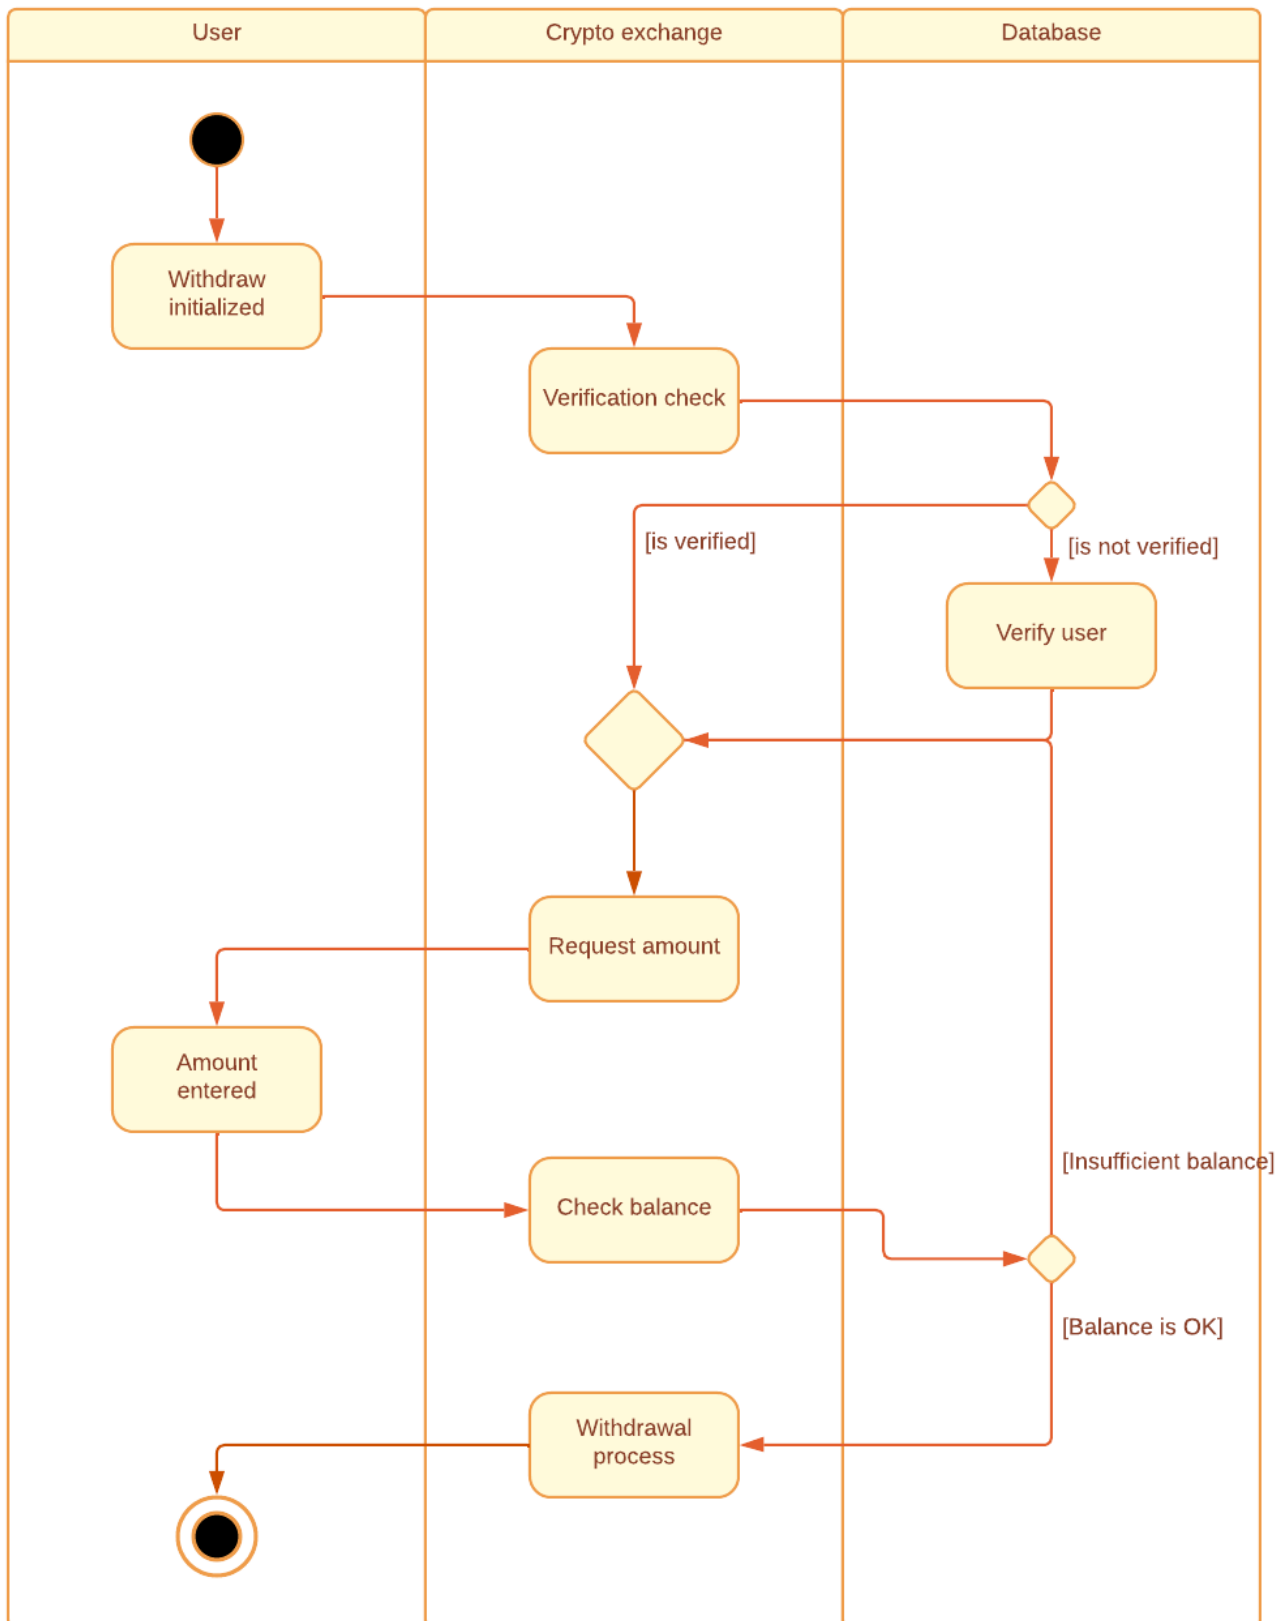 User
Crypto exchange
Database
Withdraw
initialized
Verification check
[is verified]
[is not verified]
Verify user
Request amount
Amount
entered
[Insufficient balance]
Check balance
[Balance is OK]
Withdrawal
process